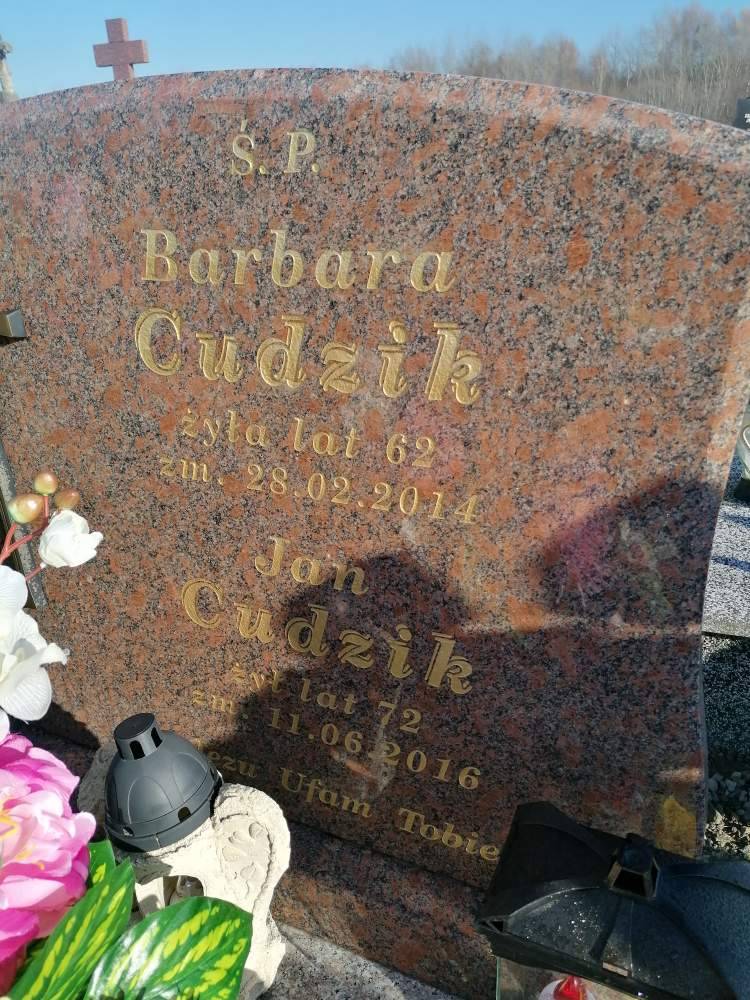 Ś. P.
Barbara
Cudzik
żyła lat 62
zm. 28.02.2014
Jan
Cudzik
żył lat 72
zm. 11.06.2016
Ufam Tobie